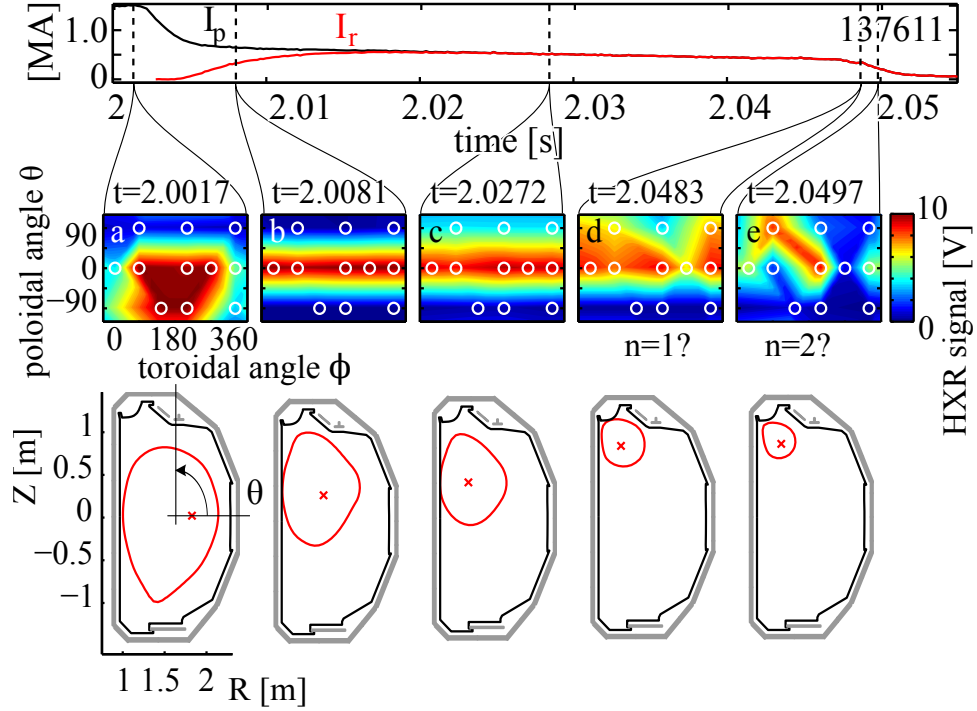 [MA]
1.0
0
I_p
I_r
137611
2 2.01 2.02 2.03 2.04 2.05
time [s]
t=2.0017 t=2.0081 t=2.0272 t=2.0483 t=2.0497
poloidal angle θ
90
0
−90
a b c d e
0 180 360
toroidal angle ϕ
n=1? n=2?
10
0
HXR signal [V]
Z [m]
1
0.5
0
−0.5
−1
θ
1 1.5 2
R [m]